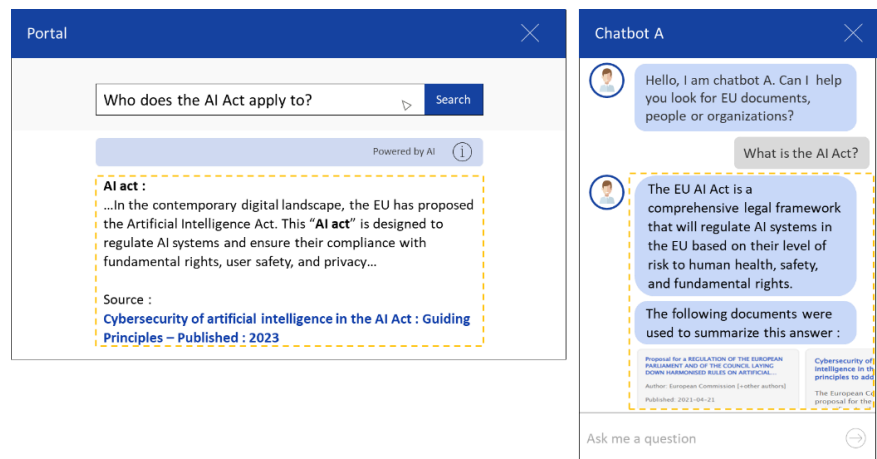 Portal
Who does the AI Act apply to?
Search
Powered by AI
i
AI act :
...In the contemporary digital landscape, the EU has proposed
the Artificial Intelligence Act. This “AI act” is designed to
regulate AI systems and ensure their compliance with
fundamental rights, user safety, and privacy...
Source :
Cybersecurity of artificial intelligence in the AI Act : Guiding
Principles – Published : 2023
Chatbot A
Hello, I am chatbot A. Can I help
you look for EU documents,
people or organizations?
What is the AI Act?
The EU AI Act is a
comprehensive legal framework
that will regulate AI systems in
the EU based on their level of
risk to human health, safety,
and fundamental rights.
The following documents were
used to summarize this answer :
Proposal for a REGULATION OF THE EUROPEAN
PARLIAMENT AND OF THE COUNCIL LAYING
DOWN HARMONISED RULES ON ARTIFICIAL...
Author: European Commission [+other authors]
Published: 2021-04-21
Cybersecurity of
intelligence in th
principles to add
The European Co
proposal for the
Ask me a question